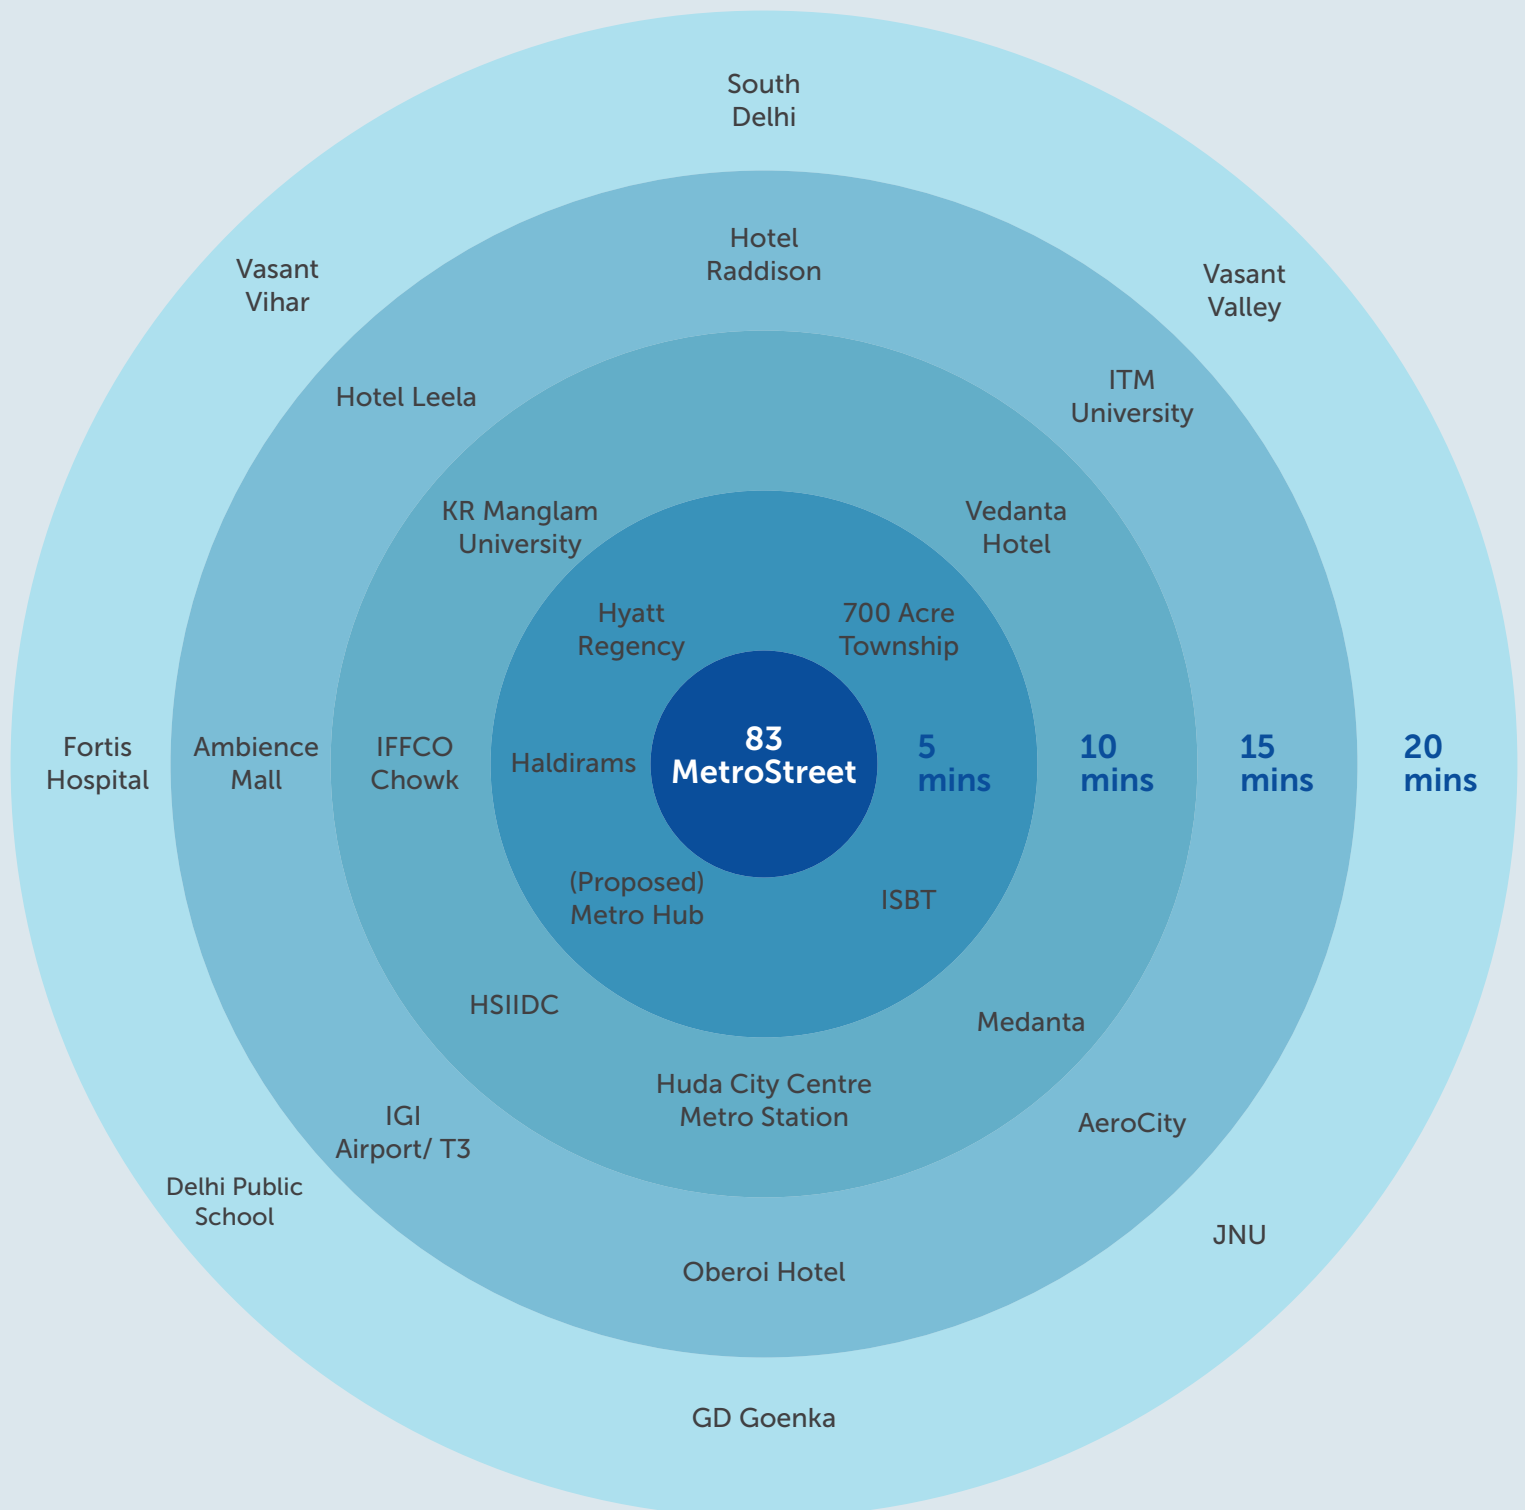 South
Delhi
Hotel
Raddison
Vasant
Vihar
Vasant
Valley
Hotel Leela
ITM
University
KR Manglam
University
Vedanta
Hotel
Hyatt
Regency
700 Acre
Township
Fortis
Hospital
Ambience
Mall
IFFCO
Chowk
Haldirams
83
MetroStreet
5
mins
10
mins
15
mins
20
mins
(Proposed)
Metro Hub
ISBT
HSIIDC
Medanta
Huda City Centre
Metro Station
IGI
Airport/ T3
AeroCity
Delhi Public
School
JNU
Oberoi Hotel
GD Goenka